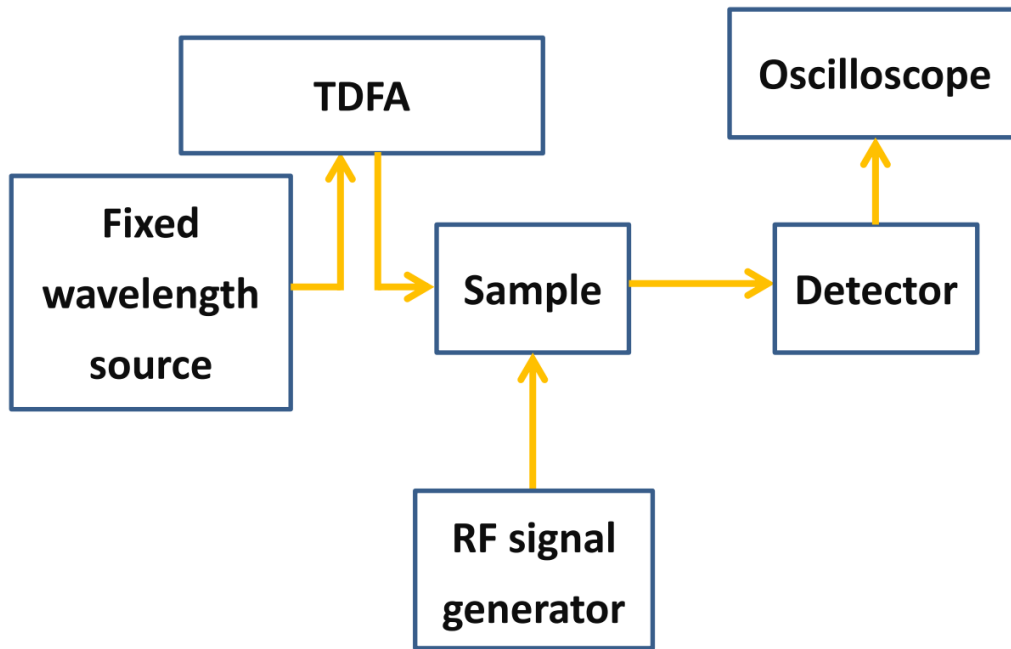 TDFA
Oscilloscope
Fixed
wavelength
source
Sample
Detector
RF signal
generator